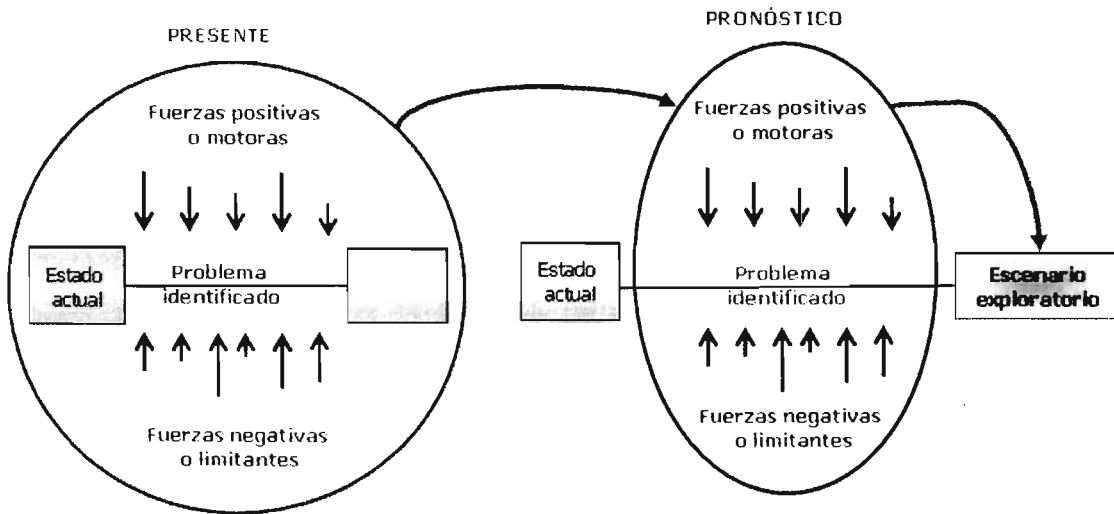 PRESENTE
Fuerzas positivas
o motoras
Estado
actual
Problema
identificado
Fuerzas negativas
o limitantes
PRONÓSTICO
Fuerzas positivas
o motoras
Estado
actual
Problema
identificado
Escenario
exploratorio
Fuerzas negativas
o limitantes